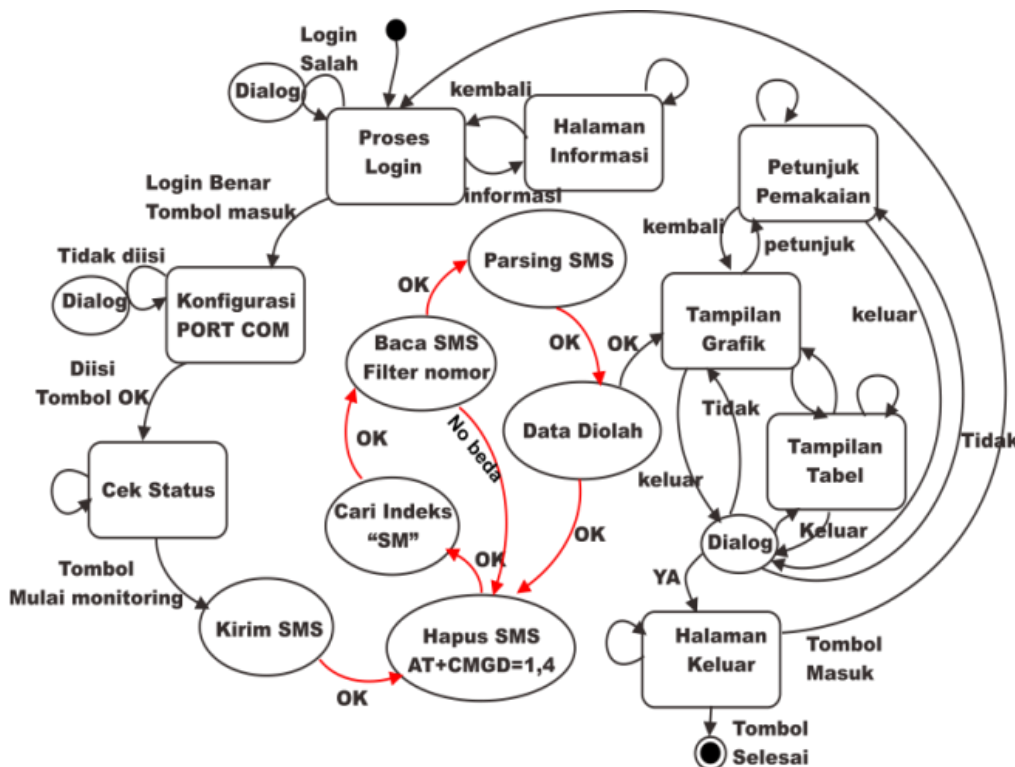 Login
Salah
Dialog
kembali
Proses
Login
Halaman
Informasi
informasi
Petunjuk
Pemakaian
Login Benar
Tombol masuk
kembali
petunjuk
Tidak diisi
Dialog
Konfigurasi
PORT COM
Parsing SMS
OK
Baca SMS
Filter nomor
OK
OK
Tampilan
Grafik
keluar
Diisi
Tombol OK
OK
No beda
Data Diolah
Tidak
Tampilan
Tabel
Tidak
Cek Status
Cari Indeks
“SM”
keluar
Keluar
OK
OK
Dialog
Tombol
Mulai monitoring
YA
Kirim SMS
Hapus SMS
AT+CMGD=1,4
OK
Halaman
Keluar
Tombol
Masuk
Tombol
Selesai